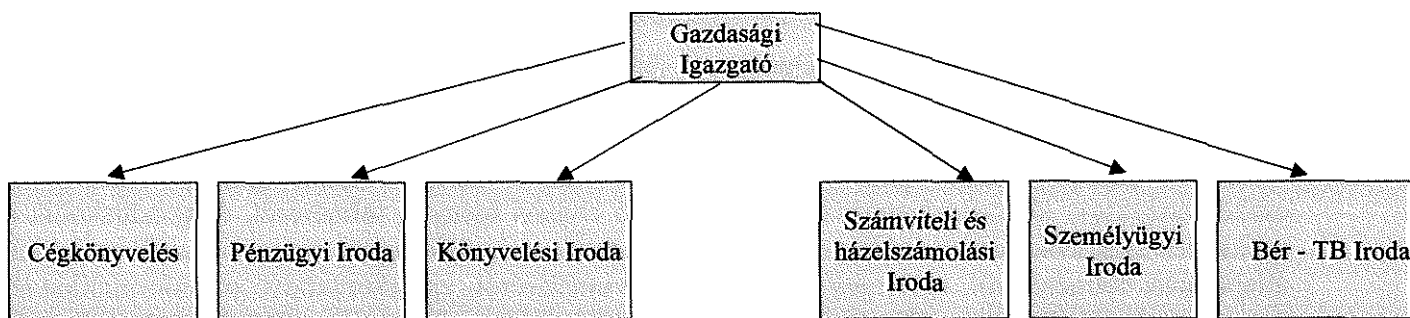 Gazdasági
Igazgató
Cégkönyvelés
Pénzügyi Iroda
Könyvelési Iroda
Számviteli és
házelszámolási
Iroda
Személyügyi
Iroda
Bér - TB Iroda